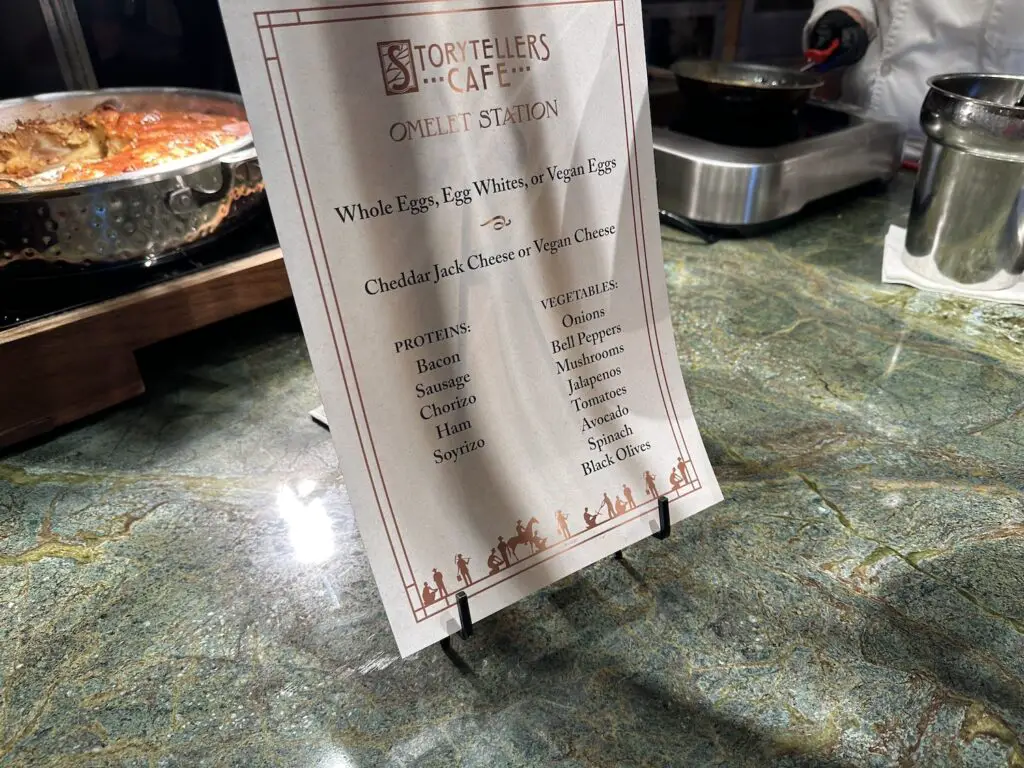 STORYTELLERS
CAFE
OMELET STATION
Whole Eggs, Egg Whites, or Vegan Eggs
Cheddar Jack Cheese or Vegan Cheese
PROTEINS:
Bacon
Sausage
Chorizo
Ham
Soyrizo
VEGETABLES:
Onions
Bell Peppers
Mushrooms
Jalapenos
Tomatoes
Avocado
Spinach
Black Olives